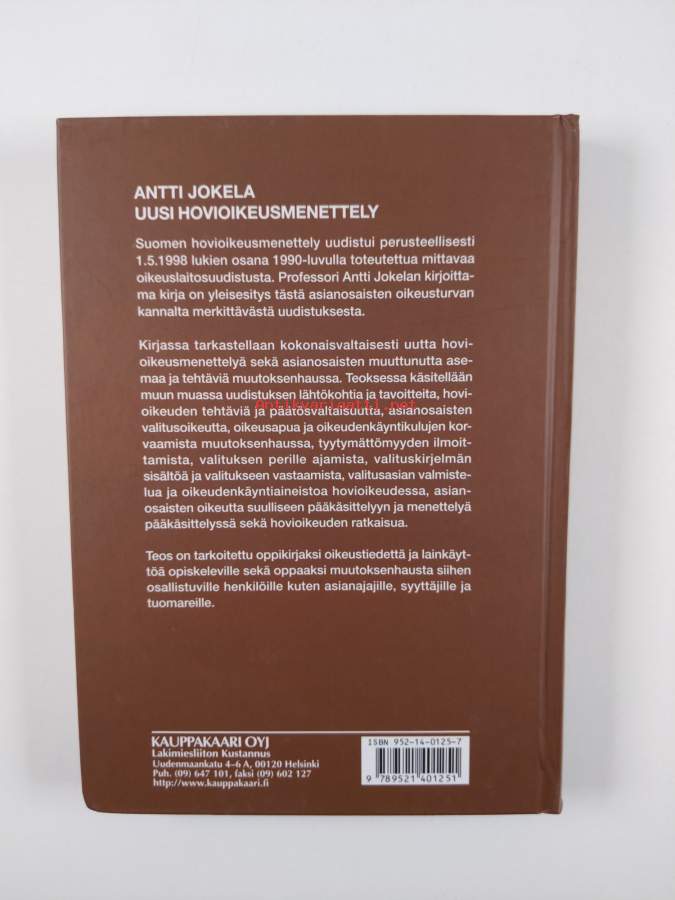 ANTTI JOKELA
UUSI HOVIOIKEUSMENETTELY
Suomen hovioikeusmenettely uudistui perusteellisesti
1.5.1998 lukien osana 1990-luvulla toteutettua mittavaa
oikeuslaitosuudistusta. Professori Antti Jokelan kirjoitta-
ma kirja on yleisesitys tästä asianosaisten oikeusturvan
kannalta merkittävästä uudistuksesta.
Kirjassa tarkastellaan kokonaisvaltaisesti uutta hovi-
oikeusmenettelyä sekä asianosaisten muuttunutta ase-
maa ja tehtäviä muutoksenhaussa. Teoksessa käsitellään
muun muassa uudistuksen lähtökohtia ja tavoitteita, hovi-
Antikvariaatti.net
oikeuden tehtäviä ja päätösvaltaisuutta, asianosaisten
valitusoikeutta, oikeusapua ja oikeudenkäyntikulujen kor-
vaamista muutoksenhaussa, tyytymättömyyden ilmoit-
tamista, valituksen perille ajamista, valituskirjelmän
sisältöä ja valitukseen vastaamista, valitusasian valmiste-
lua ja oikeudenkäyntiaineistoa hovioikeudessa, asian-
osaisten oikeutta suulliseen pääkäsittelyyn ja menettelyä
pääkäsittelyssä sekä hovioikeuden ratkaisua.
Teos on tarkoitettu oppikirjaksi oikeustiedettä ja lainkäyt-
töä opiskeleville sekä oppaaksi muutoksenhausta siihen
osallistuville henkilöille kuten asianajajille, syyttäjille ja
tuomareille.
KAUPPAKAARI OYJ
Lakimiesliiton Kustannus
Uudenmaankatu 4–6 A, 00120 Helsinki
Puh. (09) 647 101, faksi (09) 602 127
http://www.kauppakaari.fi
ISBN 952-14-0125-7
9 789521 401251